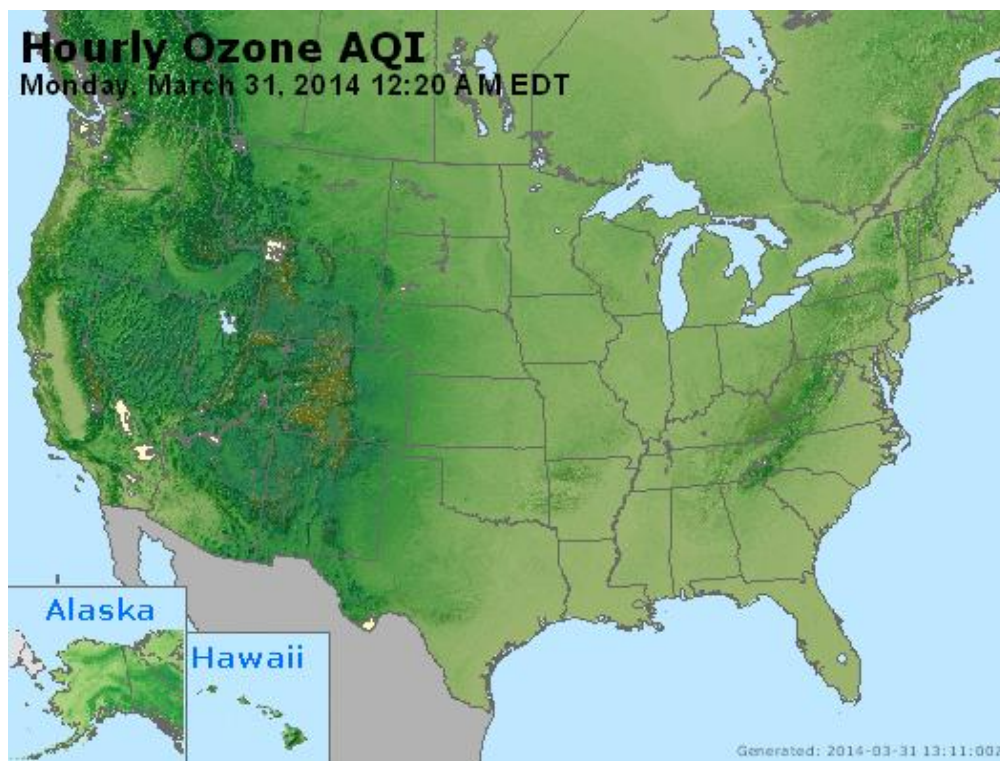 Hourly Ozone AQI
Monday, March 31, 2014 12:20 AM EDT
Alaska
Hawaii
Generated: 2014-03-31 13:11:00Z